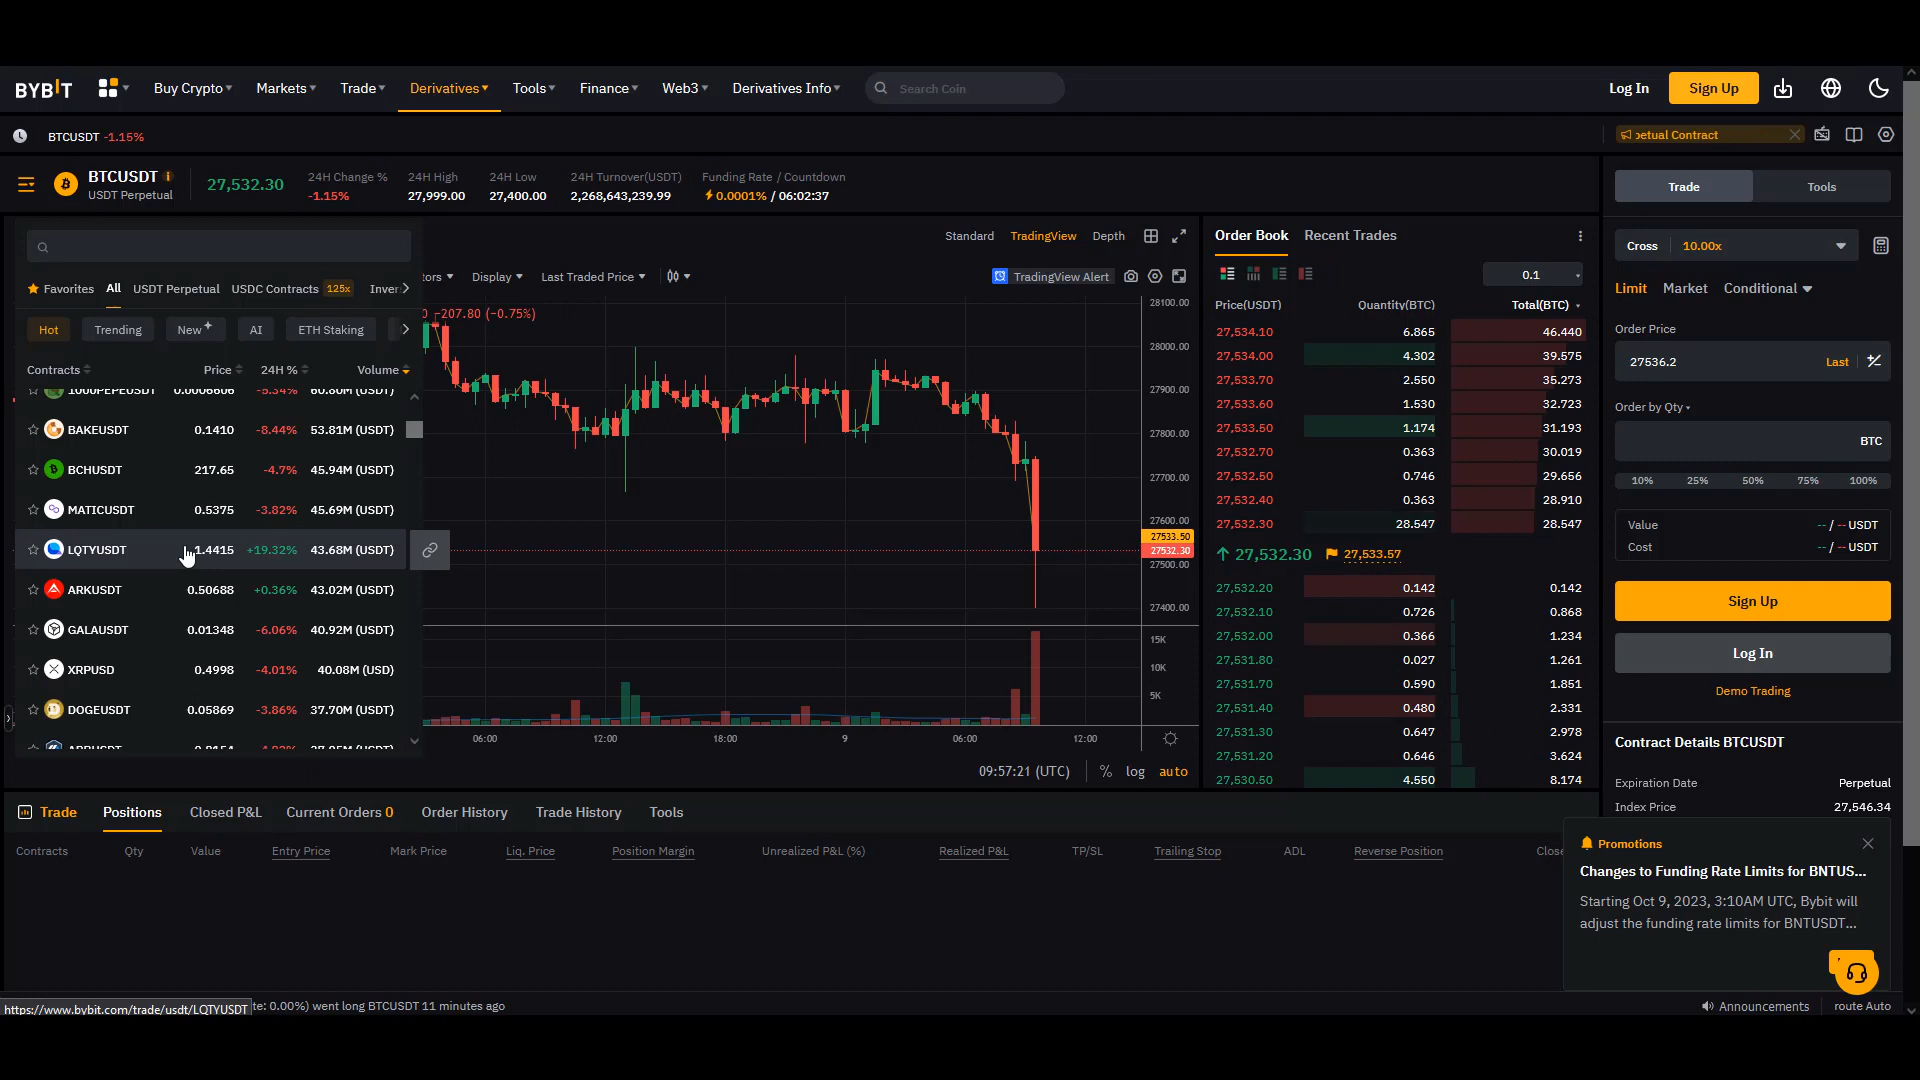 BYBIT
Buy Crypto
Markets
Trade
Derivatives
Tools
Finance
Web3
Derivatives Info
Search Coin
Log In
Sign Up
BTCUSDT -1.15%
petual Contract
BTCUSDT
USDT Perpetual
27,532.30
24H Change %
-1.15%
24H High
27,999.00
24H Low
27,400.00
24H Turnover(USDT)
2,268,643,239.99
Funding Rate / Countdown
0.0001% / 06:02:37
Favorites All USDT Perpetual USDC Contracts 125x Inver
Hot Trending New AI ETH Staking
Contracts Price 24H % Volume
1000PEPEUSDT 0.0006606 -5.34% 60.80M (USDT)
BAKEUSDT 0.1410 -8.44% 53.81M (USDT)
BCHUSDT 217.65 -4.7% 45.94M (USDT)
MATICUSDT 0.5375 -3.82% 45.69M (USDT)
LQTYUSDT 1.4415 +19.32% 43.68M (USDT)
ARKUSDT 0.50688 +0.36% 43.02M (USDT)
GALAUSDT 0.01348 -6.06% 40.92M (USDT)
XRPUSD 0.4998 -4.01% 40.08M (USD)
DOGEUSDT 0.05869 -3.86% 37.70M (USDT)
Standard TradingView Depth
tors Display Last Traded Price TradingView Alert
0 -207.80 (-0.75%)
28100.00
28000.00
27900.00
27800.00
27700.00
27600.00
27533.50
27532.30
27500.00
27400.00
15K
10K
5K
06:00 12:00 18:00 9 06:00 12:00
09:57:21 (UTC) % log auto
Order Book Recent Trades
0.1
Price(USDT) Quantity(BTC) Total(BTC)
27,534.10 6.865 46.440
27,534.00 4.302 39.575
27,533.70 2.550 35.273
27,533.60 1.530 32.723
27,533.50 1.174 31.193
27,532.70 0.363 30.019
27,532.50 0.746 29.656
27,532.40 0.363 28.910
27,532.30 28.547 28.547
27,532.30 27,533.57
27,532.20 0.142 0.142
27,532.10 0.726 0.868
27,532.00 0.366 1.234
27,531.80 0.027 1.261
27,531.70 0.590 1.851
27,531.40 0.480 2.331
27,531.30 0.647 2.978
27,531.20 0.646 3.624
27,530.50 4.550 8.174
Trade Tools
Cross 10.00x
Limit Market Conditional
Order Price
27536.2 Last
Order by Qty
BTC
10% 25% 50% 75% 100%
Value -- / -- USDT
Cost -- / -- USDT
Sign Up
Log In
Demo Trading
Contract Details BTCUSDT
Expiration Date Perpetual
Index Price 27,546.34
Trade Positions Closed P&L Current Orders 0 Order History Trade History Tools
Contracts Qty Value Entry Price Mark Price Liq. Price Position Margin Unrealized P&L (%) Realized P&L TP/SL Trailing Stop ADL Reverse Position Close
Promotions
Changes to Funding Rate Limits for BNTUS...
Starting Oct 9, 2023, 3:10AM UTC, Bybit will
adjust the funding rate limits for BNTUSDT...
https://www.bybit.com/trade/usdt/LQTYUSDT
te: 0.00%) went long BTCUSDT 11 minutes ago
Announcements
route Auto